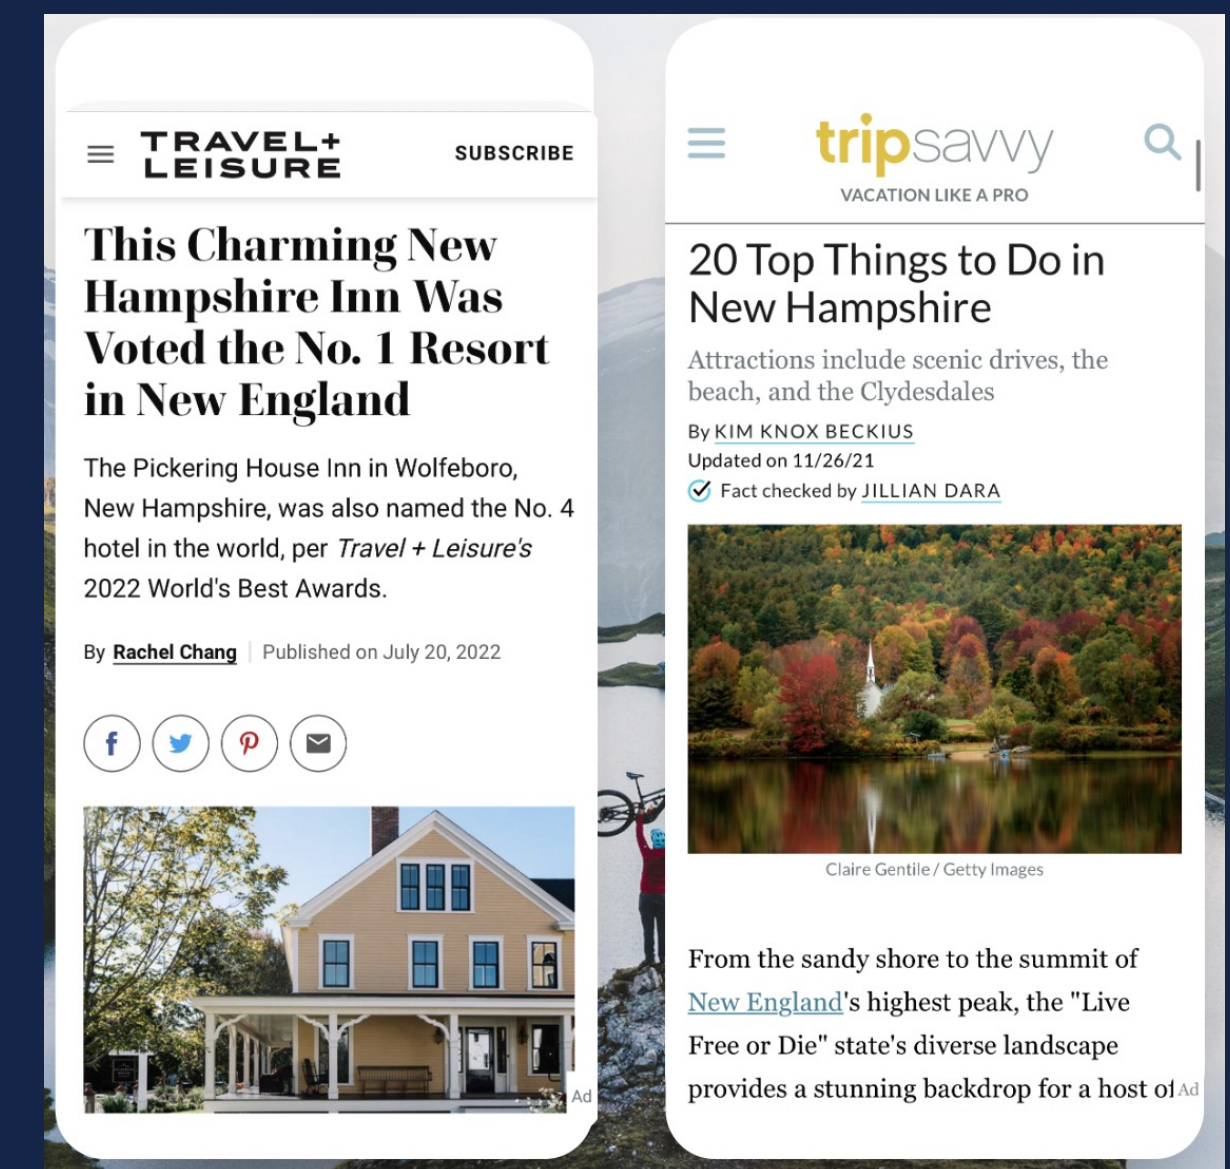 TRAVEL+
LEISURE
SUBSCRIBE
This Charming New
Hampshire Inn Was
Voted the No. 1 Resort
in New England
The Pickering House Inn in Wolfeboro,
New Hampshire, was also named the No. 4
hotel in the world, per Travel + Leisure's
2022 World's Best Awards.
By Rachel Chang | Published on July 20, 2022
Ad
tripsavvy
VACATION LIKE A PRO
20 Top Things to Do in
New Hampshire
Attractions include scenic drives, the
beach, and the Clydesdales
By KIM KNOX BECKIUS
Updated on 11/26/21
Fact checked by JILLIAN DARA
Claire Gentile / Getty Images
From the sandy shore to the summit of
New England's highest peak, the "Live
Free or Die" state's diverse landscape
provides a stunning backdrop for a host of
Ad